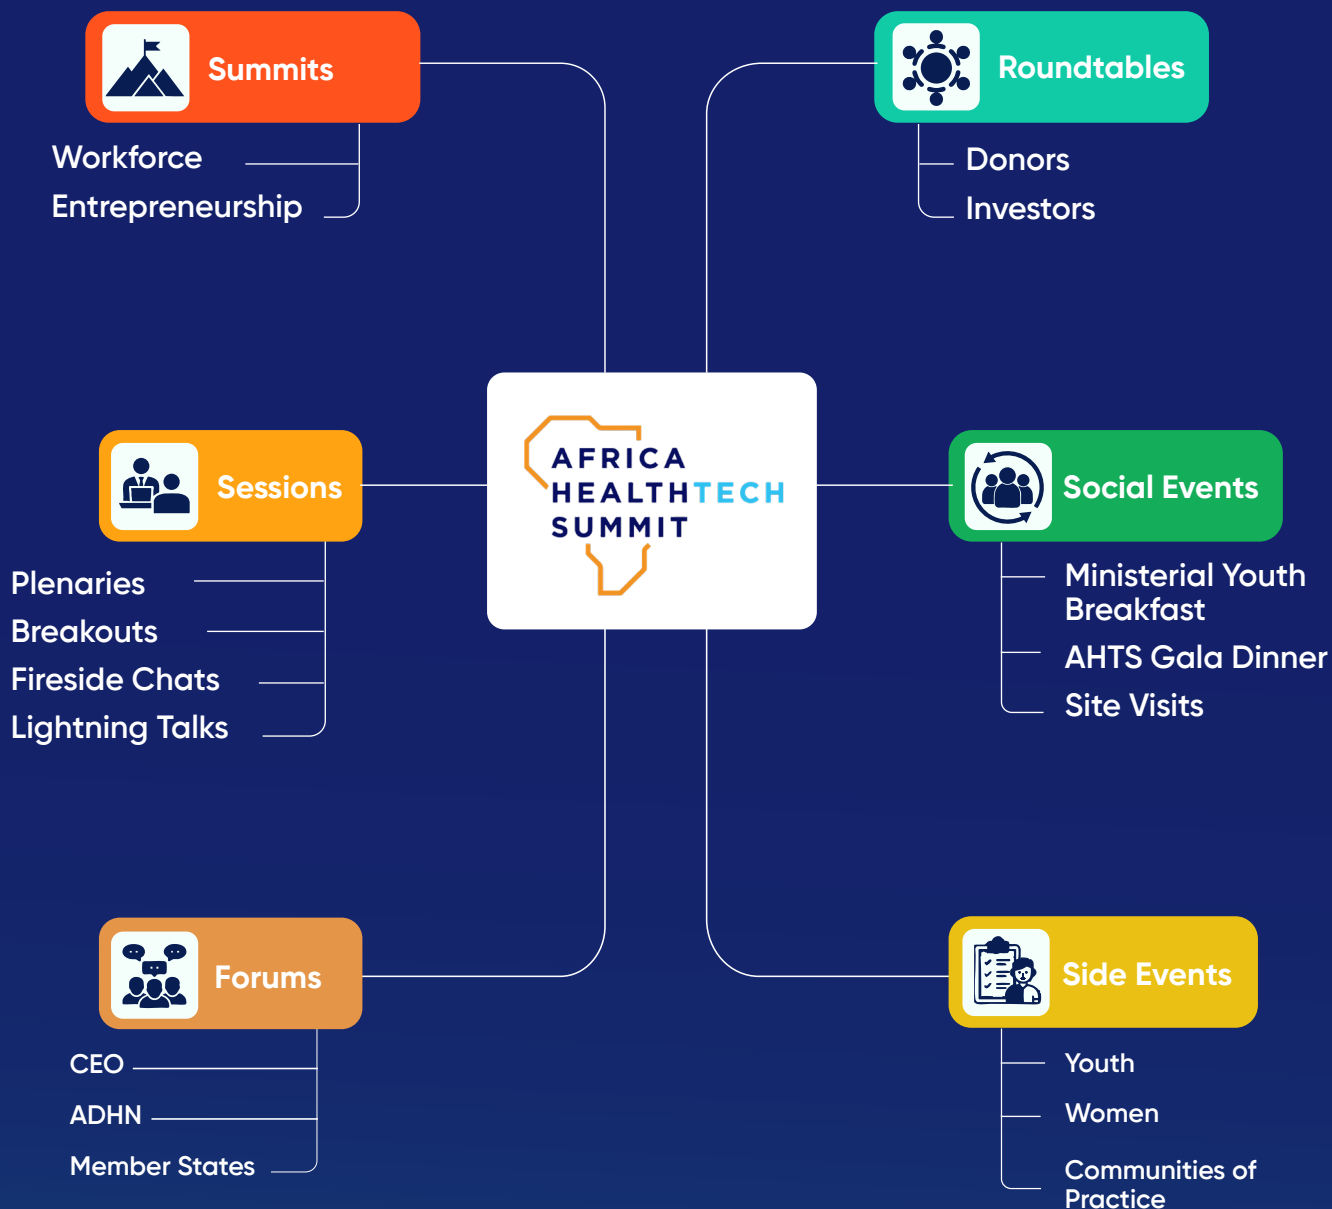 Summits
Workforce
Entrepreneurship
Roundtables
Donors
Investors
AFRICA
HEALTHTECH
SUMMIT
Sessions
Plenaries
Breakouts
Fireside Chats
Lightning Talks
Social Events
Ministerial Youth
Breakfast
AHTS Gala Dinner
Site Visits
Forums
CEO
ADHN
Member States
Side Events
Youth
Women
Communities of
Practice